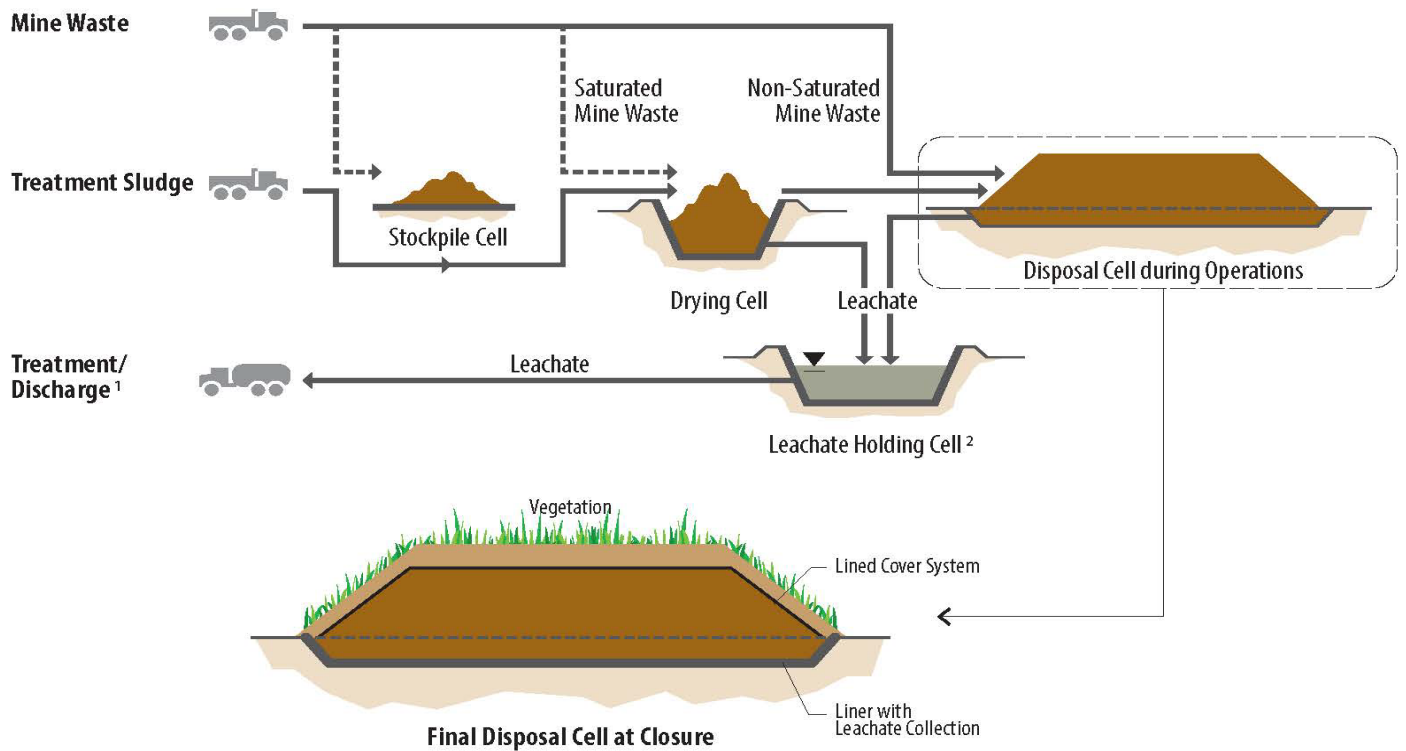 Mine Waste
Saturated
Mine Waste
Non-Saturated
Mine Waste
Treatment Sludge
Stockpile Cell
Drying Cell
Leachate
Disposal Cell during Operations
Treatment/
Discharge ¹
Leachate
Leachate Holding Cell ²
Vegetation
Lined Cover System
Liner with
Leachate Collection
Final Disposal Cell at Closure